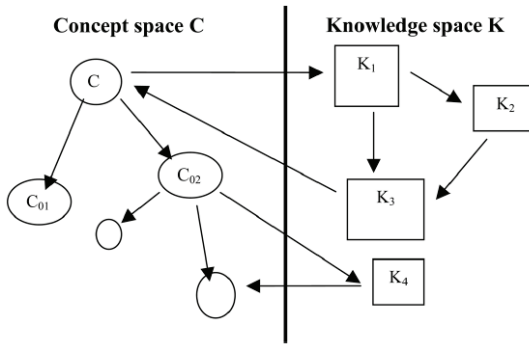 Concept space C
Knowledge space K
C
K₁
K₂
C₀₁
C₀₂
K₃
K₄